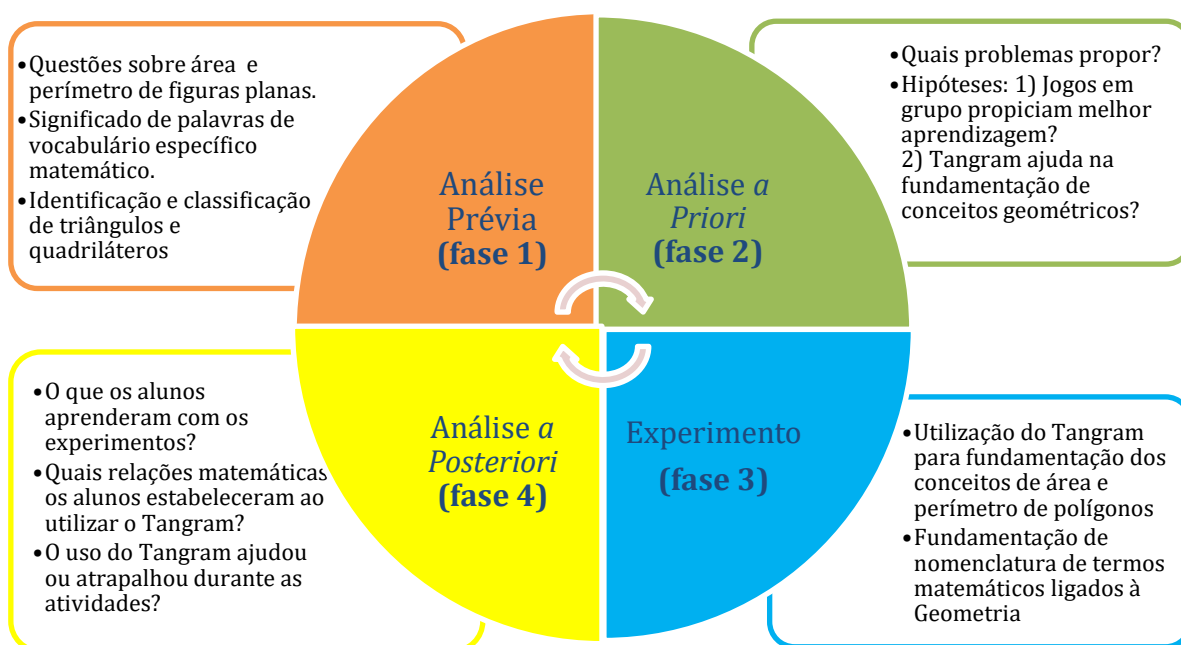 •Questões sobre área e
perímetro de figuras planas.
•Significado de palavras de
vocabulário específico
matemático.
•Identificação e classificação
de triângulos e
quadriláteros
Análise
Prévia
(fase 1)
Análise a
Priori
(fase 2)
•Quais problemas propor?
•Hipóteses: 1) Jogos em
grupo propiciam melhor
aprendizagem?
2) Tangram ajuda na
fundamentação de
conceitos geométricos?
•O que os alunos
aprenderam com os
experimentos?
•Quais relações matemáticas
os alunos estabeleceram ao
utilizar o Tangram?
•O uso do Tangram ajudou
ou atrapalhou durante as
atividades?
Análise a
Posteriori
(fase 4)
Experimento
(fase 3)
•Utilização do Tangram
para fundamentação dos
conceitos de área e
perímetro de polígonos
•Fundamentação de
nomenclatura de termos
matemáticos ligados à
Geometria